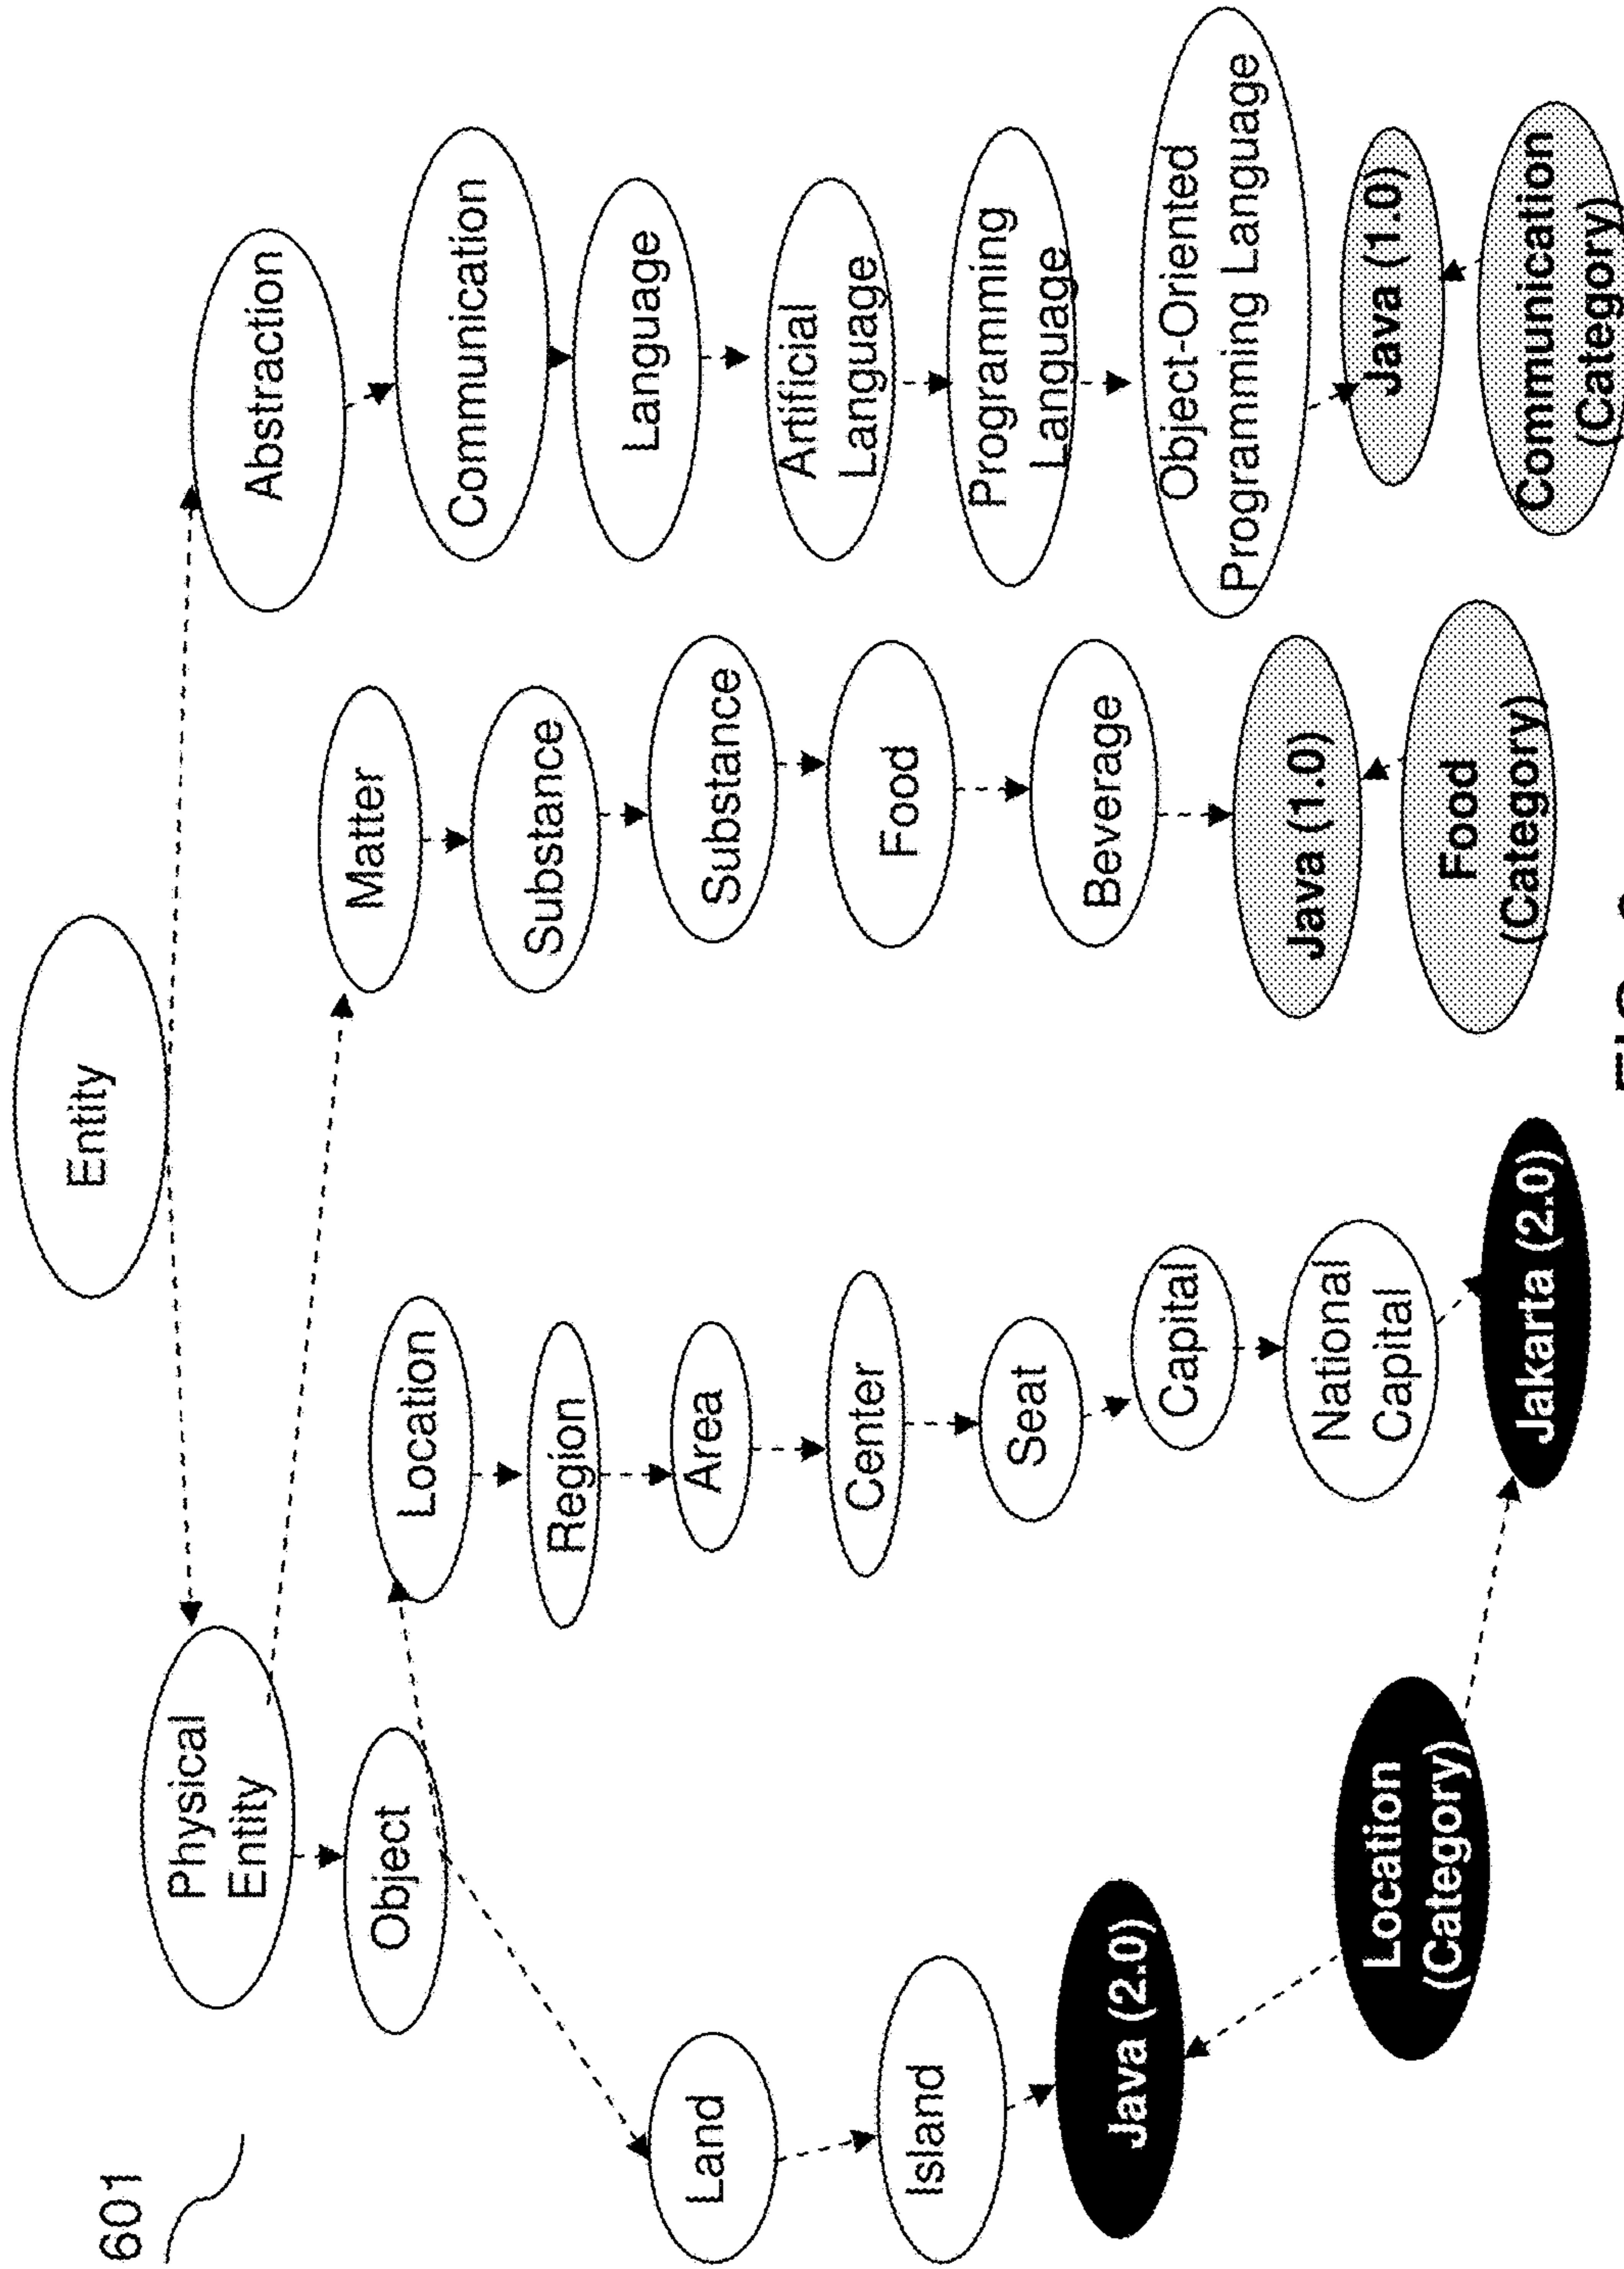 601
Entity
Physical
Entity
Abstraction
Object
Matter
Location
Communication
Region
Substance
Language
Land
Area
Substance
Artificial
Language
Center
Food
Island
Programming
Language
Seat
Beverage
Java (2.0)
Capital
Object-Oriented
Programming Language
National
Capital
Java (1.0)
Java (1.0)
Location
(Category)
Jakarta (2.0)
Food
(Category)
Communication
(Category)